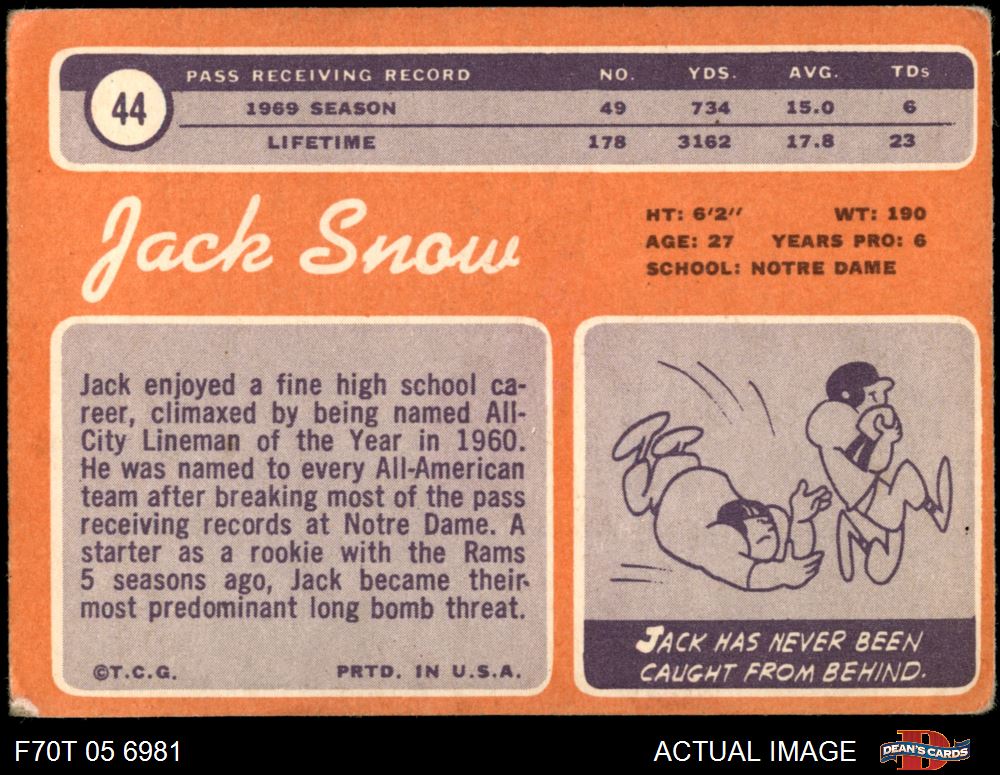 44
PASS RECEIVING RECORD NO. YDS. AVG. TDs
1969 SEASON 49 734 15.0 6
LIFETIME 178 3162 17.8 23
Jack Snow
HT: 6'2" WT: 190
AGE: 27 YEARS PRO: 6
SCHOOL: NOTRE DAME
Jack enjoyed a fine high school ca-
reer, climaxed by being named All-
City Lineman of the Year in 1960.
He was named to every All-American
team after breaking most of the pass
receiving records at Notre Dame. A
starter as a rookie with the Rams
5 seasons ago, Jack became their
most predominant long bomb threat.
©T.C.G. PRTD. IN U.S.A.
JACK HAS NEVER BEEN
CAUGHT FROM BEHIND.
F70T 05 6981 ACTUAL IMAGE D DEAN'S CARDS